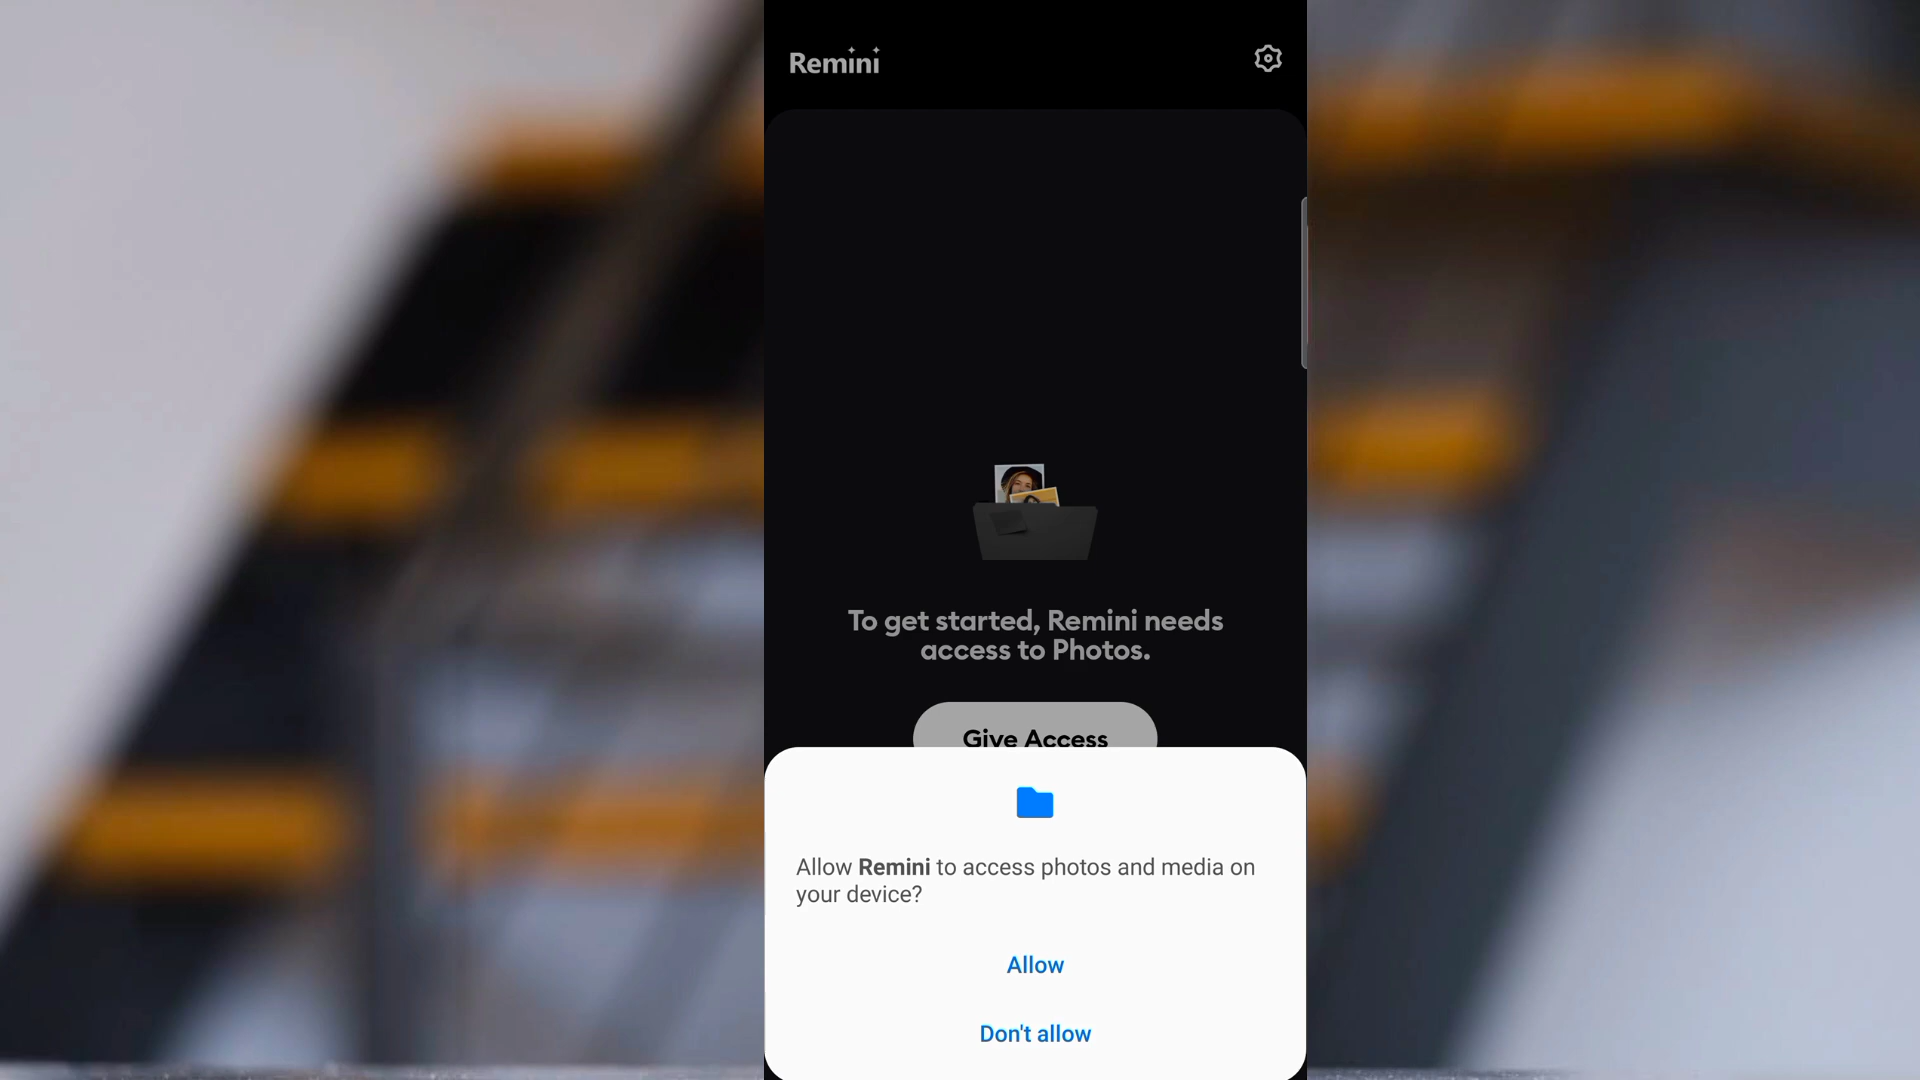 Remini
To get started, Remini needs
access to Photos.
Give Access
Allow Remini to access photos and media on
your device?
Allow
Don't allow